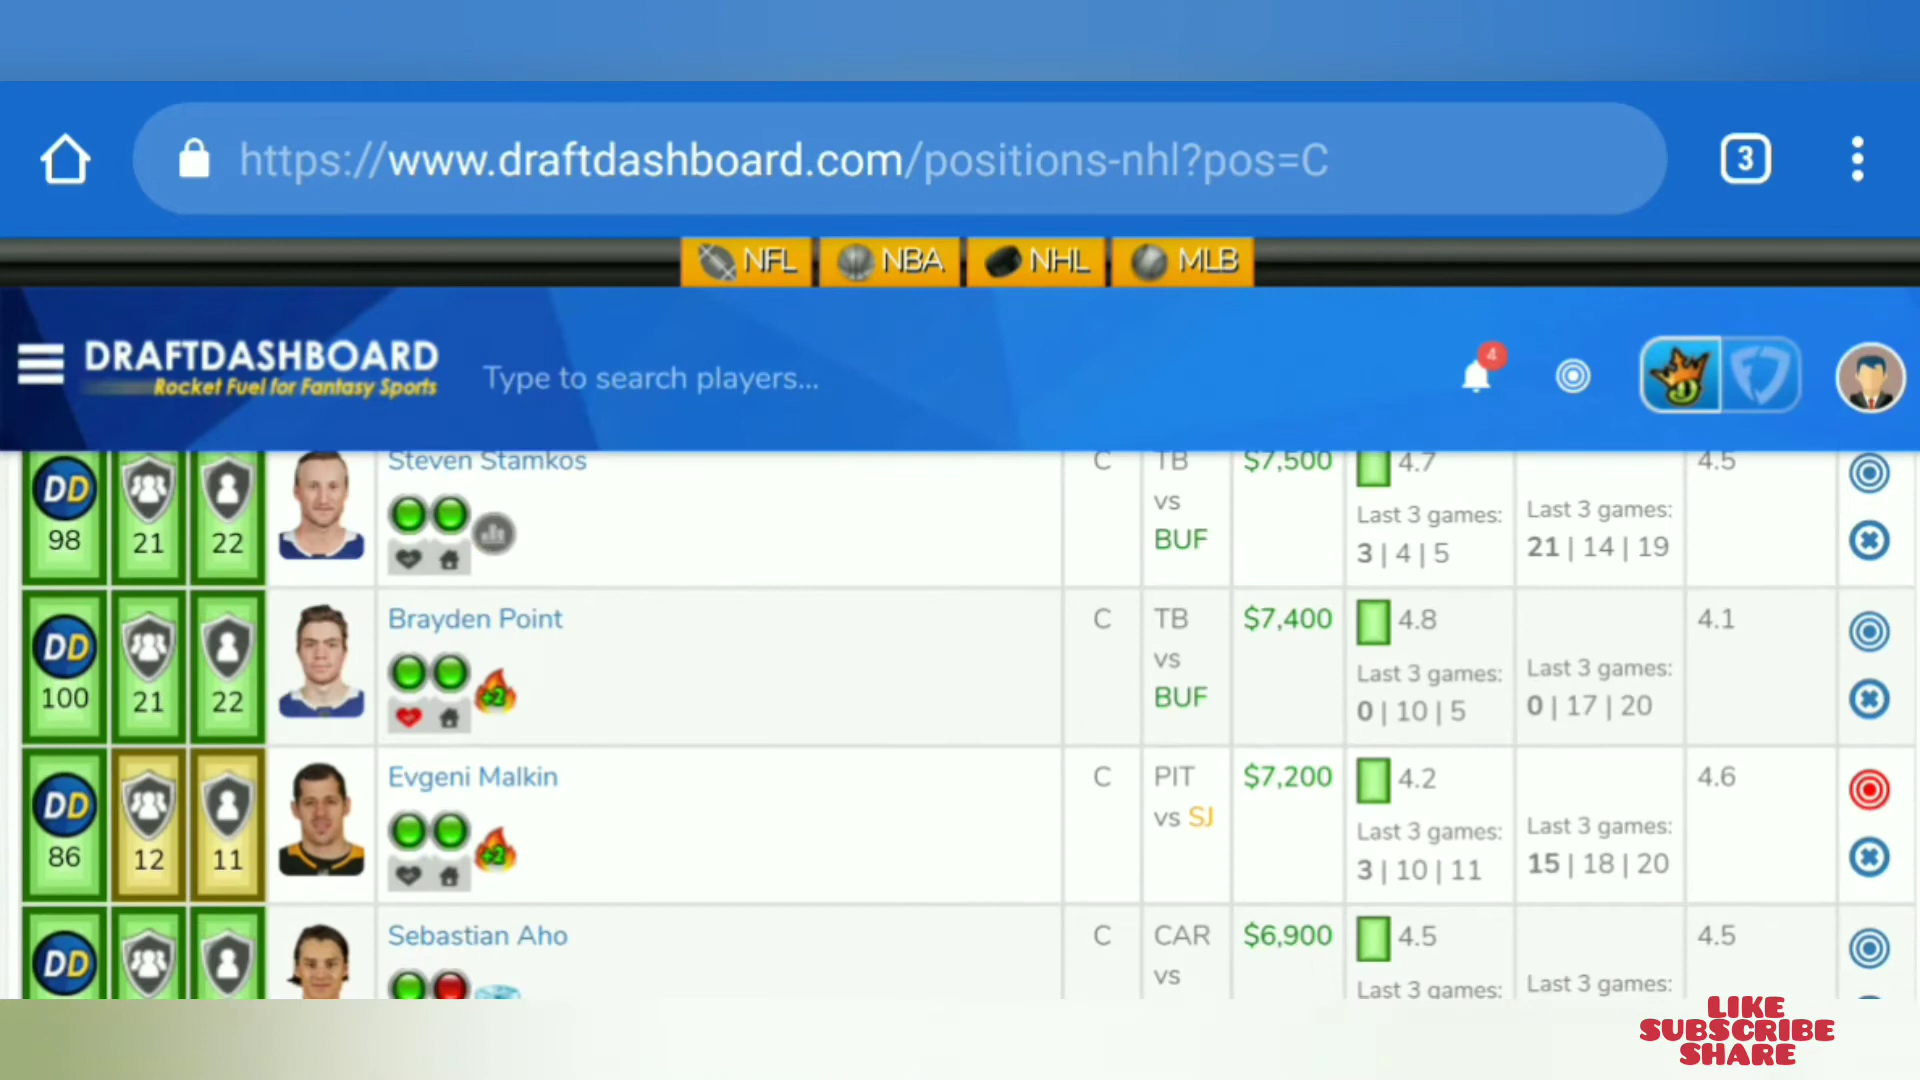 https://www.draftdashboard.com/positions-nhl?pos=C
3
NFL NBA NHL MLB
DRAFTDASHBOARD
Rocket Fuel for Fantasy Sports
Type to search players...
4
Steven Stamkos C TB $7,500 4.7 4.5
vs
BUF
Last 3 games: Last 3 games:
3 | 4 | 5 21 | 14 | 19
DD DD
98 21 22
Brayden Point C TB $7,400 4.8 4.1
vs
BUF
Last 3 games: Last 3 games:
0 | 10 | 5 0 | 17 | 20
DD +2
100 21 22
Evgeni Malkin C PIT $7,200 4.2 4.6
vs SJ
Last 3 games: Last 3 games:
3 | 10 | 11 15 | 18 | 20
DD +2
86 12 11
Sebastian Aho C CAR $6,900 4.5 4.5
vs
Last 3 games: Last 3 games:
LIKE
SUBSCRIBE
SHARE